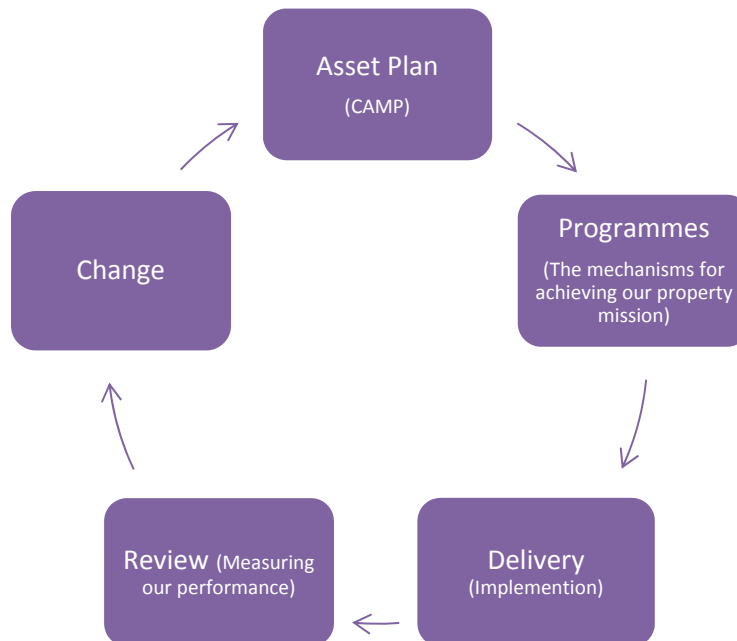 Asset Plan
(CAMP)
Programmes
(The mechanisms for
achieving our property
mission)
Delivery
(Implemention)
Review (Measuring
our performance)
Change